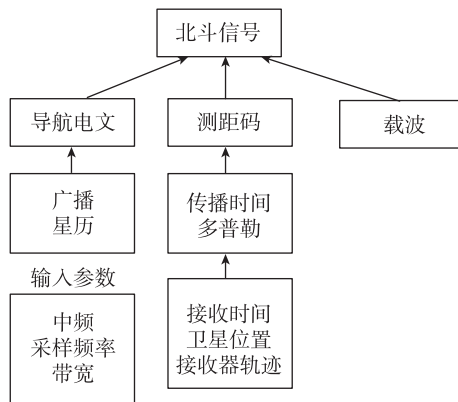 北斗信号
导航电文
测距码
载波
广播
星历
传播时间
多普勒
输入参数
中频
采样频率
带宽
接收时间
卫星位置
接收器轨迹